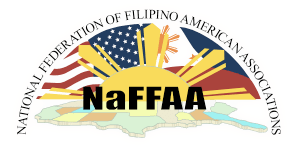 NATIONAL FEDERATION OF FILIPINO AMERICAN ASSOCIATIONS
NaFFAA